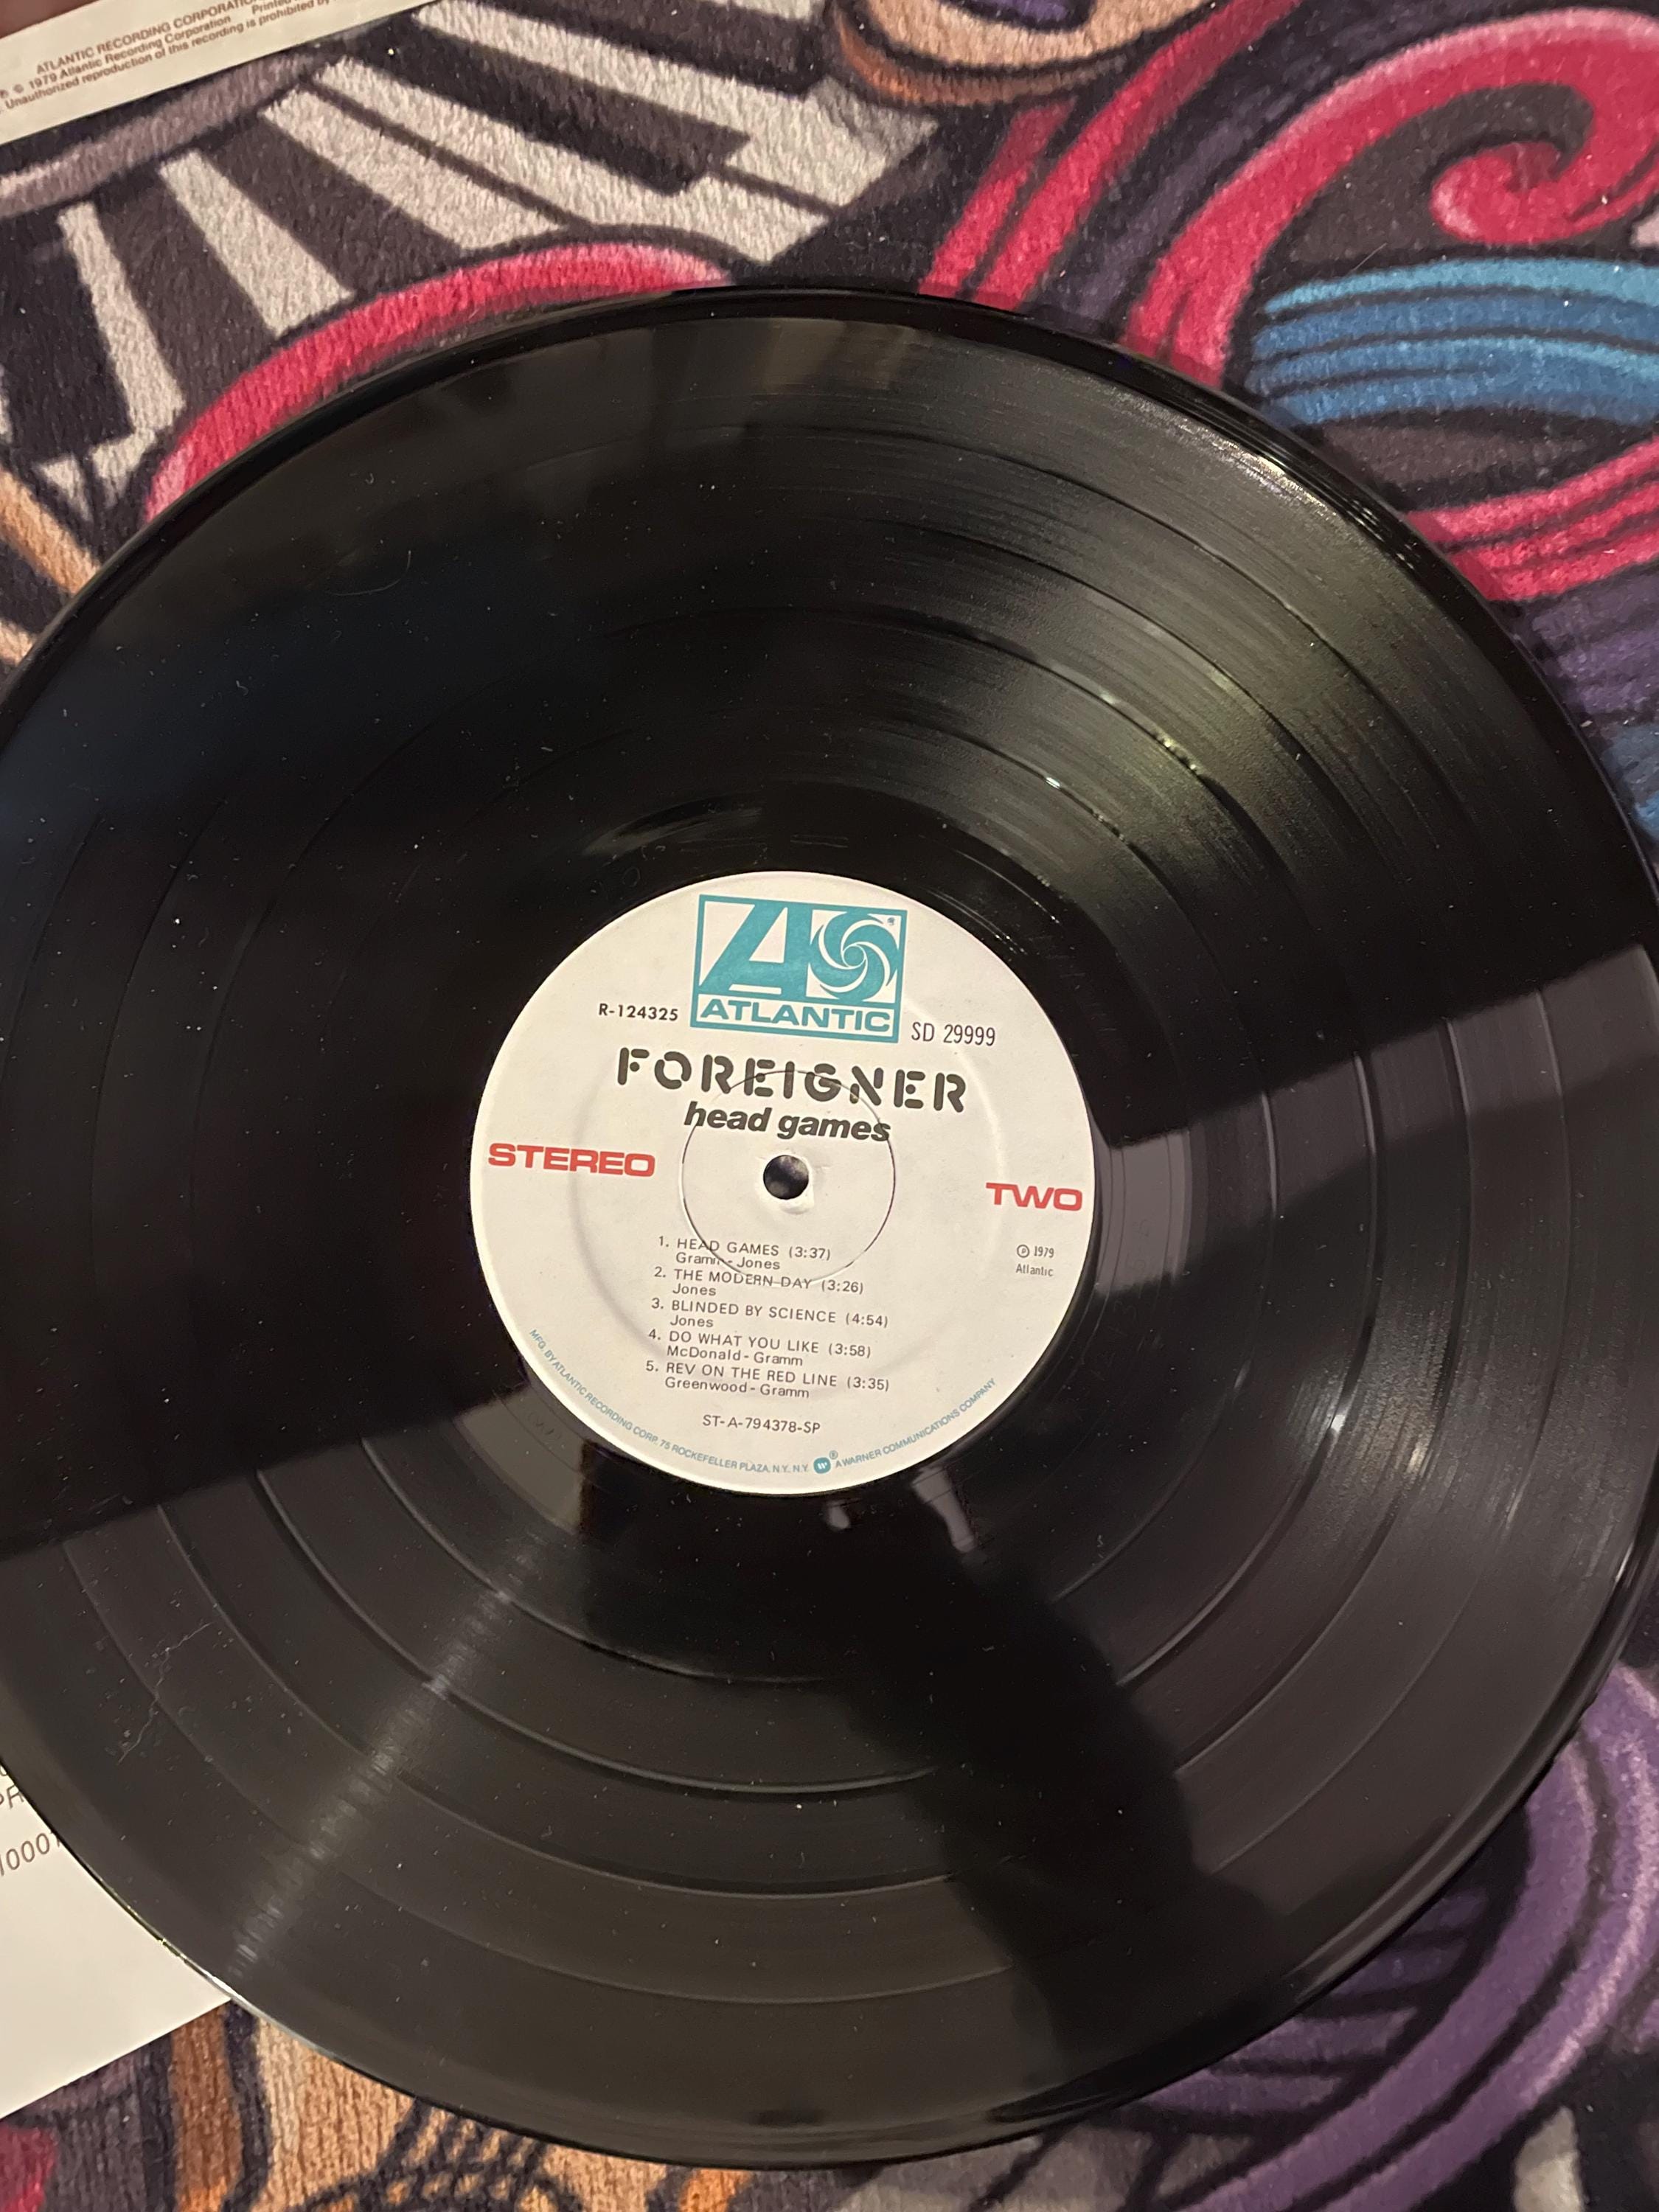 ATLANTIC RECORDING CORPORATION
℗ © 1979 Atlantic Recording Corporation Printed
Unauthorized reproduction of this recording is prohibited by
ATLANTIC
R-124325
SD 29999
FOREIGNER
head games
STEREO
TWO
1. HEAD GAMES (3:37)
Gramm - Jones
2. THE MODERN DAY (3:26)
Jones
3. BLINDED BY SCIENCE (4:54)
Jones
4. DO WHAT YOU LIKE (3:58)
McDonald - Gramm
5. REV ON THE RED LINE (3:35)
Greenwood - Gramm
℗ 1979
Atlantic
ST-A-794378-SP
MFG. BY ATLANTIC RECORDING CORP. 75 ROCKEFELLER PLAZA, N.Y. N.Y. W ® A WARNER COMMUNICATIONS COMPANY